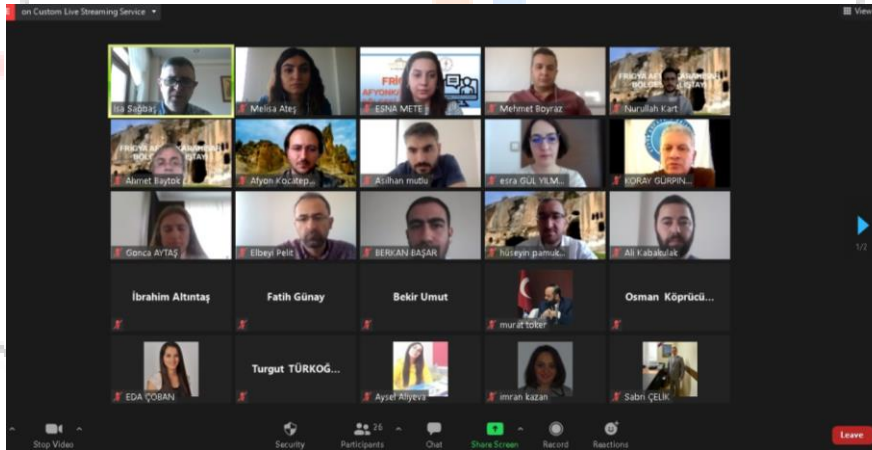 on Custom Live Streaming Service
View
İsa Sağbaş
Melisa Ateş
ESNA METE
Mehmet Boyraz
Nurullah Kart
Ahmet Baytok
Afyon Kocatep...
Asılhan mutlu
esra GÜL YILM...
KORAY GÜRPIN...
Gonca AYTAŞ
Elbeyi Pelit
BERKAN BAŞAR
hüseyin pamuk...
Ali Kabakulak
İbrahim Altıntaş
Fatih Günay
Bekir Umut
murat toker
Osman Köprücü...
EDA ÇOBAN
Turgut TÜRKOĞ...
Aysel Aliyeva
imran kazan
Sabri ÇELİK
1/2
Stop Video
Security
Participants
26
Chat
Share Screen
Record
Reactions
Leave